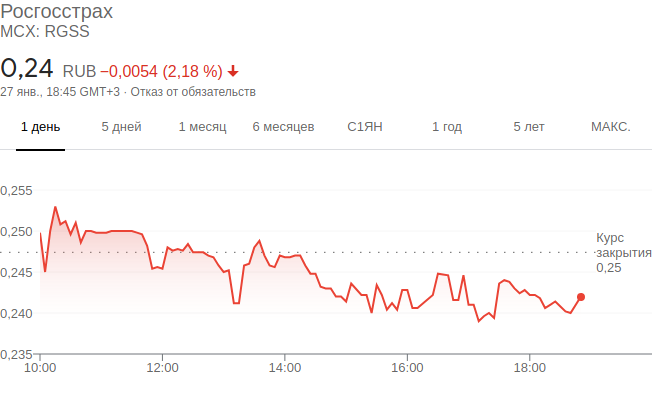 Росгосстрах
MCX: RGSS
0,24 RUB −0,0054 (2,18 %)
27 янв., 18:45 GMT+3 · Отказ от обязательств
1 день 5 дней 1 месяц 6 месяцев С1ЯН 1 год 5 лет МАКС.
0,255
0,250
Курс
закрытия
0,25
0,245
0,240
0,235
10:00 12:00 14:00 16:00 18:00